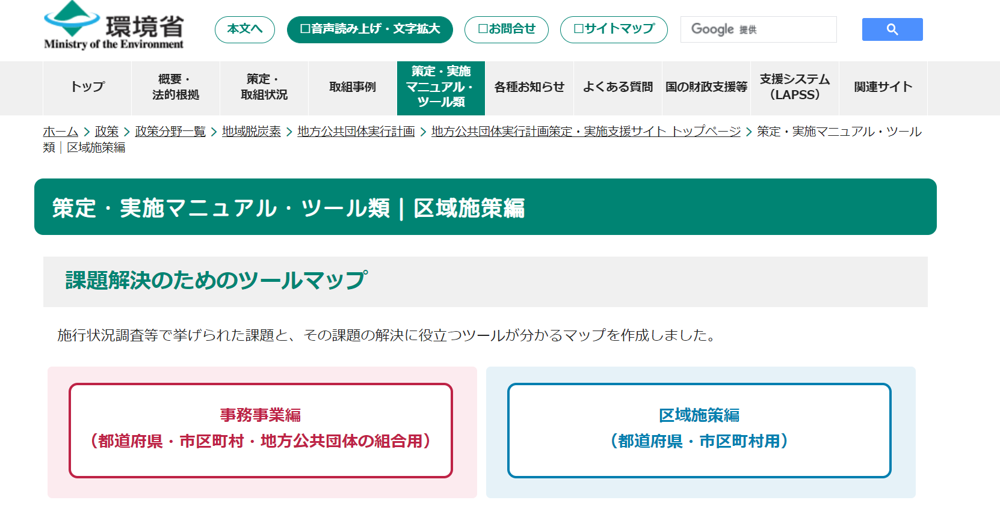 環境省
Ministry of the Environment
本文へ
□音声読み上げ・文字拡大
□お問合せ
□サイトマップ
Google 提供
トップ
概要・
法的根拠
策定・
取組状況
取組事例
策定・実施
マニュアル・
ツール類
各種お知らせ
よくある質問
国の財政支援等
支援システム
（LAPSS）
関連サイト
ホーム > 政策 > 政策分野一覧 > 地域脱炭素 > 地方公共団体実行計画 > 地方公共団体実行計画策定・実施支援サイト トップページ > 策定・実施マニュアル・ツール
類｜区域施策編
策定・実施マニュアル・ツール類｜区域施策編
課題解決のためのツールマップ
施行状況調査等で挙げられた課題と、その課題の解決に役立つツールが分かるマップを作成しました。
事務事業編
（都道府県・市区町村・地方公共団体の組合用）
区域施策編
（都道府県・市区町村用）